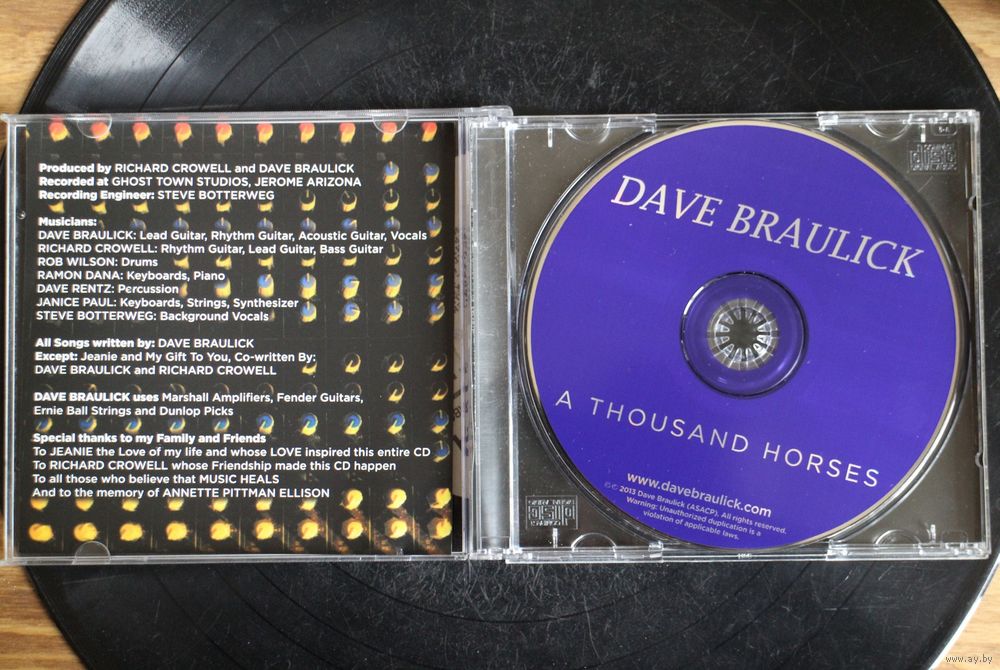 Produced by RICHARD CROWELL and DAVE BRAULICK
Recorded at GHOST TOWN STUDIOS, JEROME ARIZONA
Recording Engineer: STEVE BOTTERWEG
Musicians:
DAVE BRAULICK: Lead Guitar, Rhythm Guitar, Acoustic Guitar, Vocals
RICHARD CROWELL: Rhythm Guitar, Lead Guitar, Bass Guitar
ROB WILSON: Drums
RAMON DANA: Keyboards, Piano
DAVE RENTZ: Percussion
JANICE PAUL: Keyboards, Strings, Synthesizer
STEVE BOTTERWEG: Background Vocals
All Songs written by: DAVE BRAULICK
Except: Jeanie and My Gift To You, Co-written By:
DAVE BRAULICK and RICHARD CROWELL
DAVE BRAULICK uses Marshall Amplifiers, Fender Guitars,
Ernie Ball Strings and Dunlop Picks
Special thanks to my Family and Friends
To JEANIE the Love of my life and whose LOVE inspired this entire CD
To RICHARD CROWELL whose Friendship made this CD happen
To all those who believe that MUSIC HEALS
And to the memory of ANNETTE PITTMAN ELLISON
DAVE BRAULICK
A THOUSAND HORSES
www.davebraulick.com
©© 2013 Dave Braulick (ASACP), All rights reserved.
Warning: Unauthorized duplication is a
violation of applicable laws.
www.ay.by